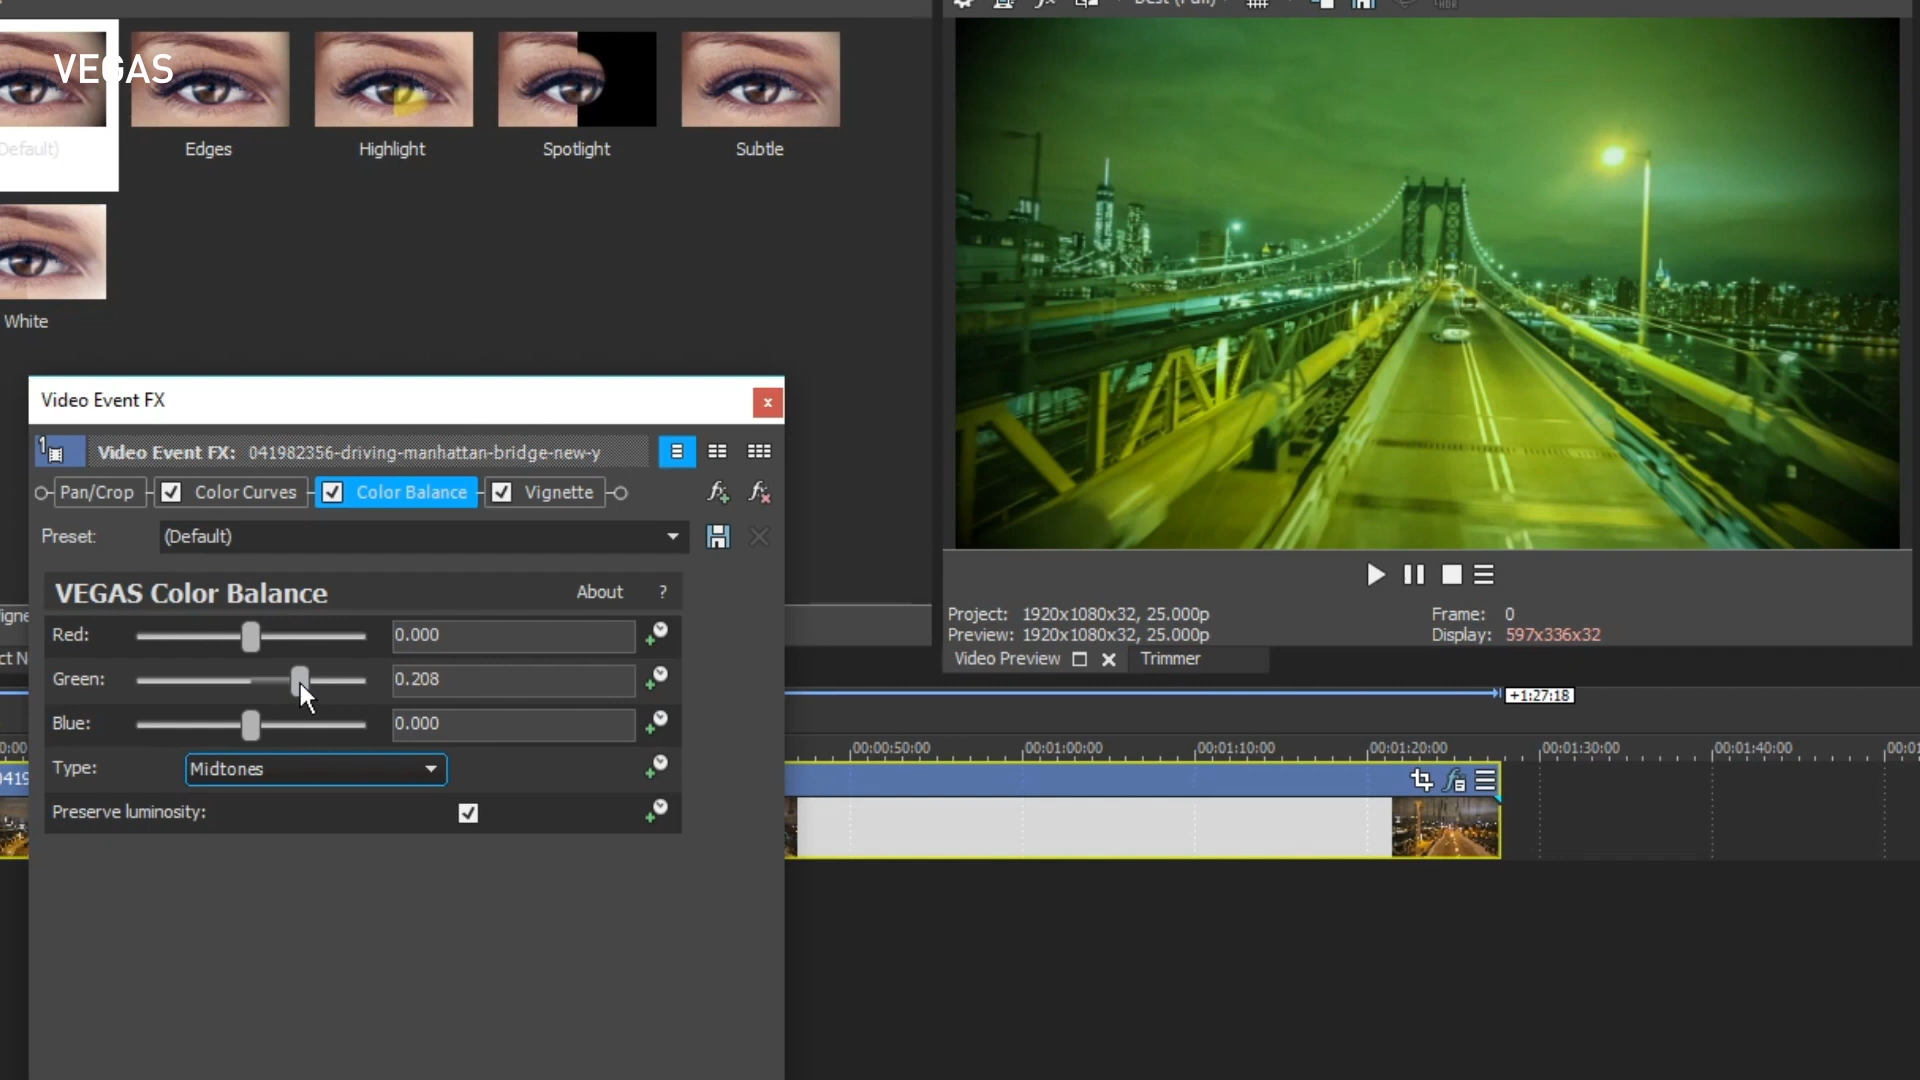 Best (Full)
VEGAS
(Default)
Edges
Highlight
Spotlight
Subtle
White
Video Event FX
1
Video Event FX: 041982356-driving-manhattan-bridge-new-y
Pan/Crop
Color Curves
Color Balance
Vignette
Preset: (Default)
VEGAS Color Balance
About
?
Red: 0.000
Green: 0.208
Blue: 0.000
Type: Midtones
Preserve luminosity:
Project: 1920x1080x32, 25.000p
Preview: 1920x1080x32, 25.000p
Frame: 0
Display: 597x336x32
Video Preview
Trimmer
+1:27:18
00:00:50:00
00:01:00:00
00:01:10:00
00:01:20:00
00:01:30:00
00:01:40:00